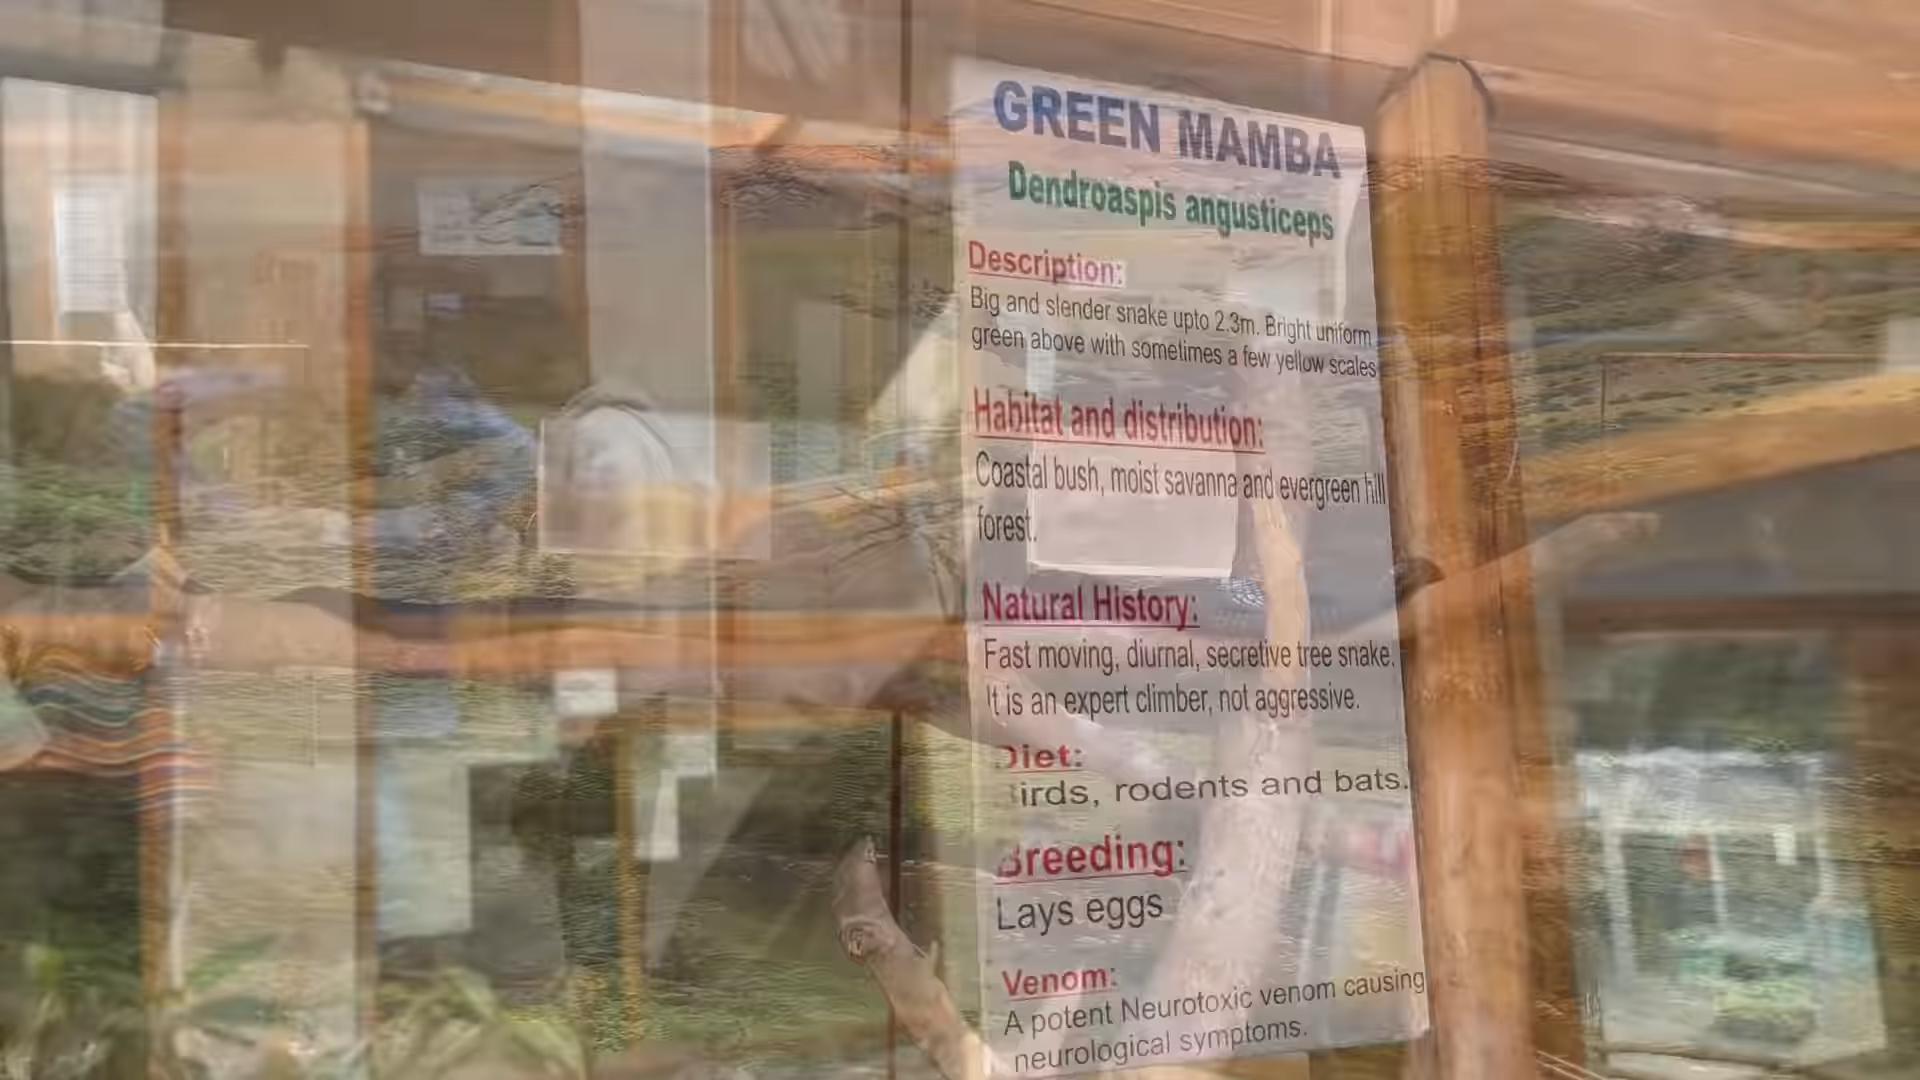 GREEN MAMBA
Dendroaspis angusticeps
Description:
Big and slender snake upto 2.3m. Bright uniform
green above with sometimes a few yellow scales
Habitat and distribution:
Coastal bush, moist savanna and evergreen hill
forest.
Natural History:
Fast moving, diurnal, secretive tree snake.
It is an expert climber, not aggressive.
Diet:
Birds, rodents and bats.
Breeding:
Lays eggs
Venom:
A potent Neurotoxic venom causing
neurological symptoms.